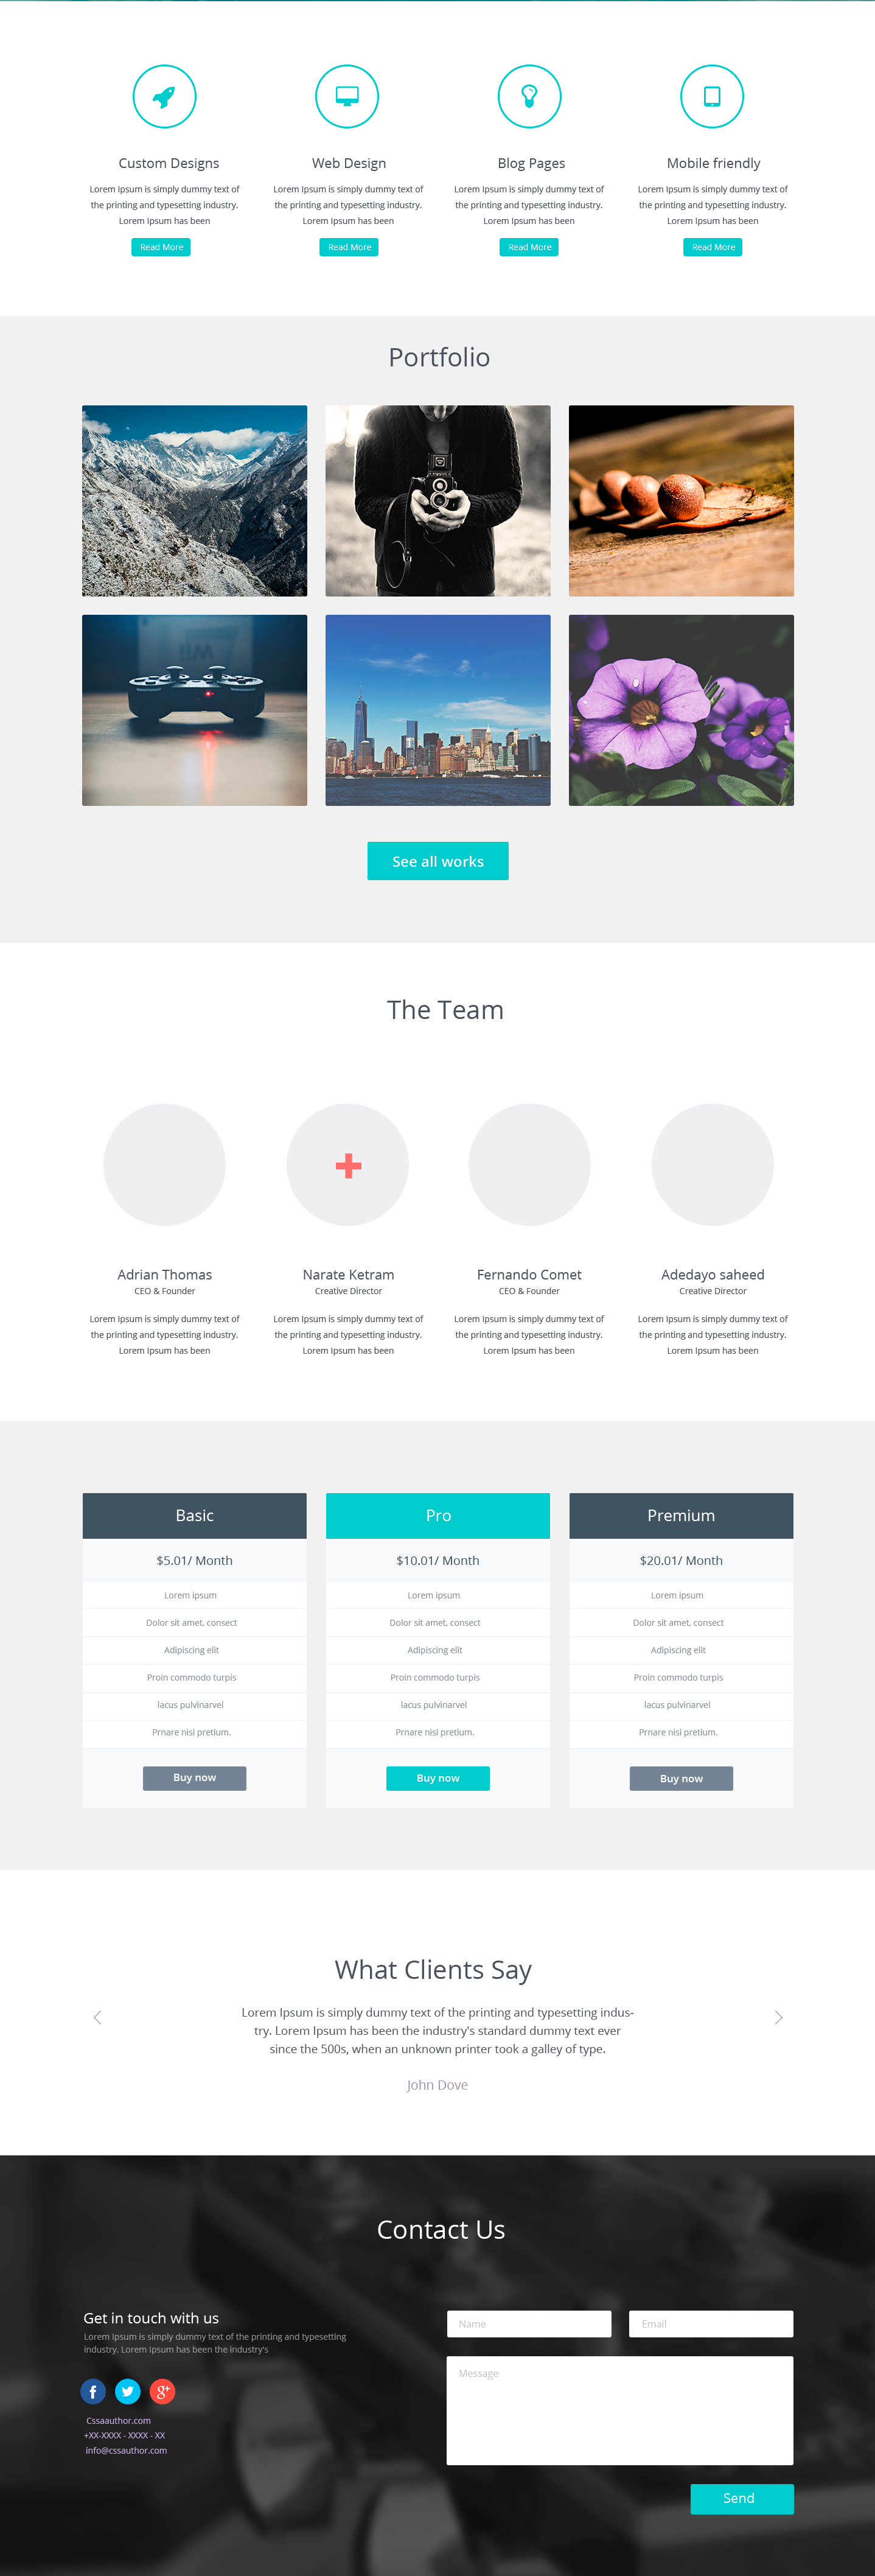 Custom Designs
Lorem Ipsum is simply dummy text of
the printing and typesetting industry.
Lorem Ipsum has been
Read More
Web Design
Lorem Ipsum is simply dummy text of
the printing and typesetting industry.
Lorem Ipsum has been
Read More
Blog Pages
Lorem Ipsum is simply dummy text of
the printing and typesetting industry.
Lorem Ipsum has been
Read More
Mobile friendly
Lorem Ipsum is simply dummy text of
the printing and typesetting industry.
Lorem Ipsum has been
Read More
Portfolio
See all works
The Team
Adrian Thomas
CEO & Founder
Lorem Ipsum is simply dummy text of
the printing and typesetting industry.
Lorem Ipsum has been
Narate Ketram
Creative Director
Lorem Ipsum is simply dummy text of
the printing and typesetting industry.
Lorem Ipsum has been
Fernando Comet
CEO & Founder
Lorem Ipsum is simply dummy text of
the printing and typesetting industry.
Lorem Ipsum has been
Adedayo saheed
Creative Director
Lorem Ipsum is simply dummy text of
the printing and typesetting industry.
Lorem Ipsum has been
Basic
$5.01/ Month
Lorem ipsum
Dolor sit amet, consect
Adipiscing elit
Proin commodo turpis
lacus pulvinarvel
Prnare nisi pretium.
Buy now
Pro
$10.01/ Month
Lorem ipsum
Dolor sit amet, consect
Adipiscing elit
Proin commodo turpis
lacus pulvinarvel
Prnare nisi pretium.
Buy now
Premium
$20.01/ Month
Lorem ipsum
Dolor sit amet, consect
Adipiscing elit
Proin commodo turpis
lacus pulvinarvel
Prnare nisi pretium.
Buy now
What Clients Say
Lorem Ipsum is simply dummy text of the printing and typesetting indus-
try. Lorem Ipsum has been the industry's standard dummy text ever
since the 500s, when an unknown printer took a galley of type.
John Dove
Contact Us
Get in touch with us
Lorem Ipsum is simply dummy text of the printing and typesetting
industry. Lorem Ipsum has been the industry's
Cssaauthor.com
+XX-XXXX - XXXX - XX
info@cssauthor.com
Name
Email
Message
Send